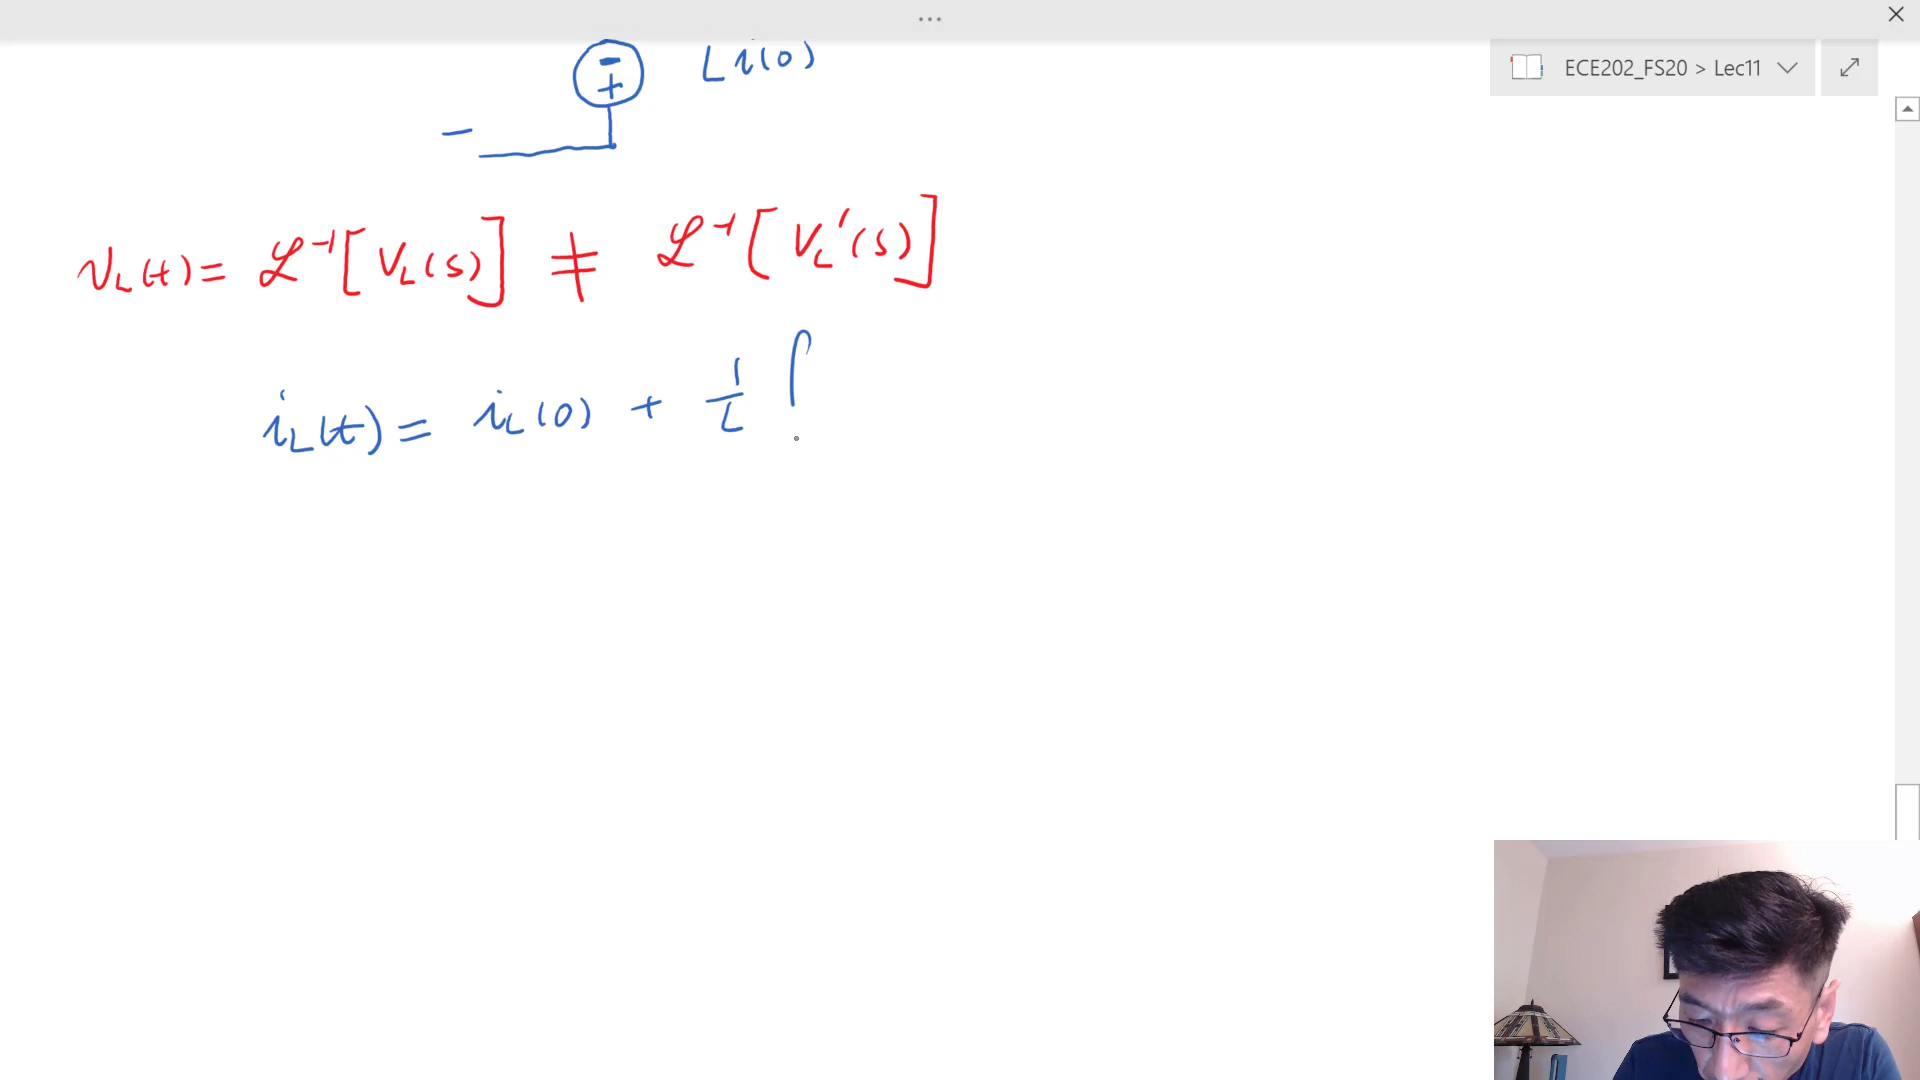 ...
ECE202_FS20 > Lec11
- +
L i(0)
-
v_L(t) = ℒ⁻¹[V_L(s)] ≠ ℒ⁻¹[V_L'(s)]
i_L(t) = i_L(0) + 1/L ∫